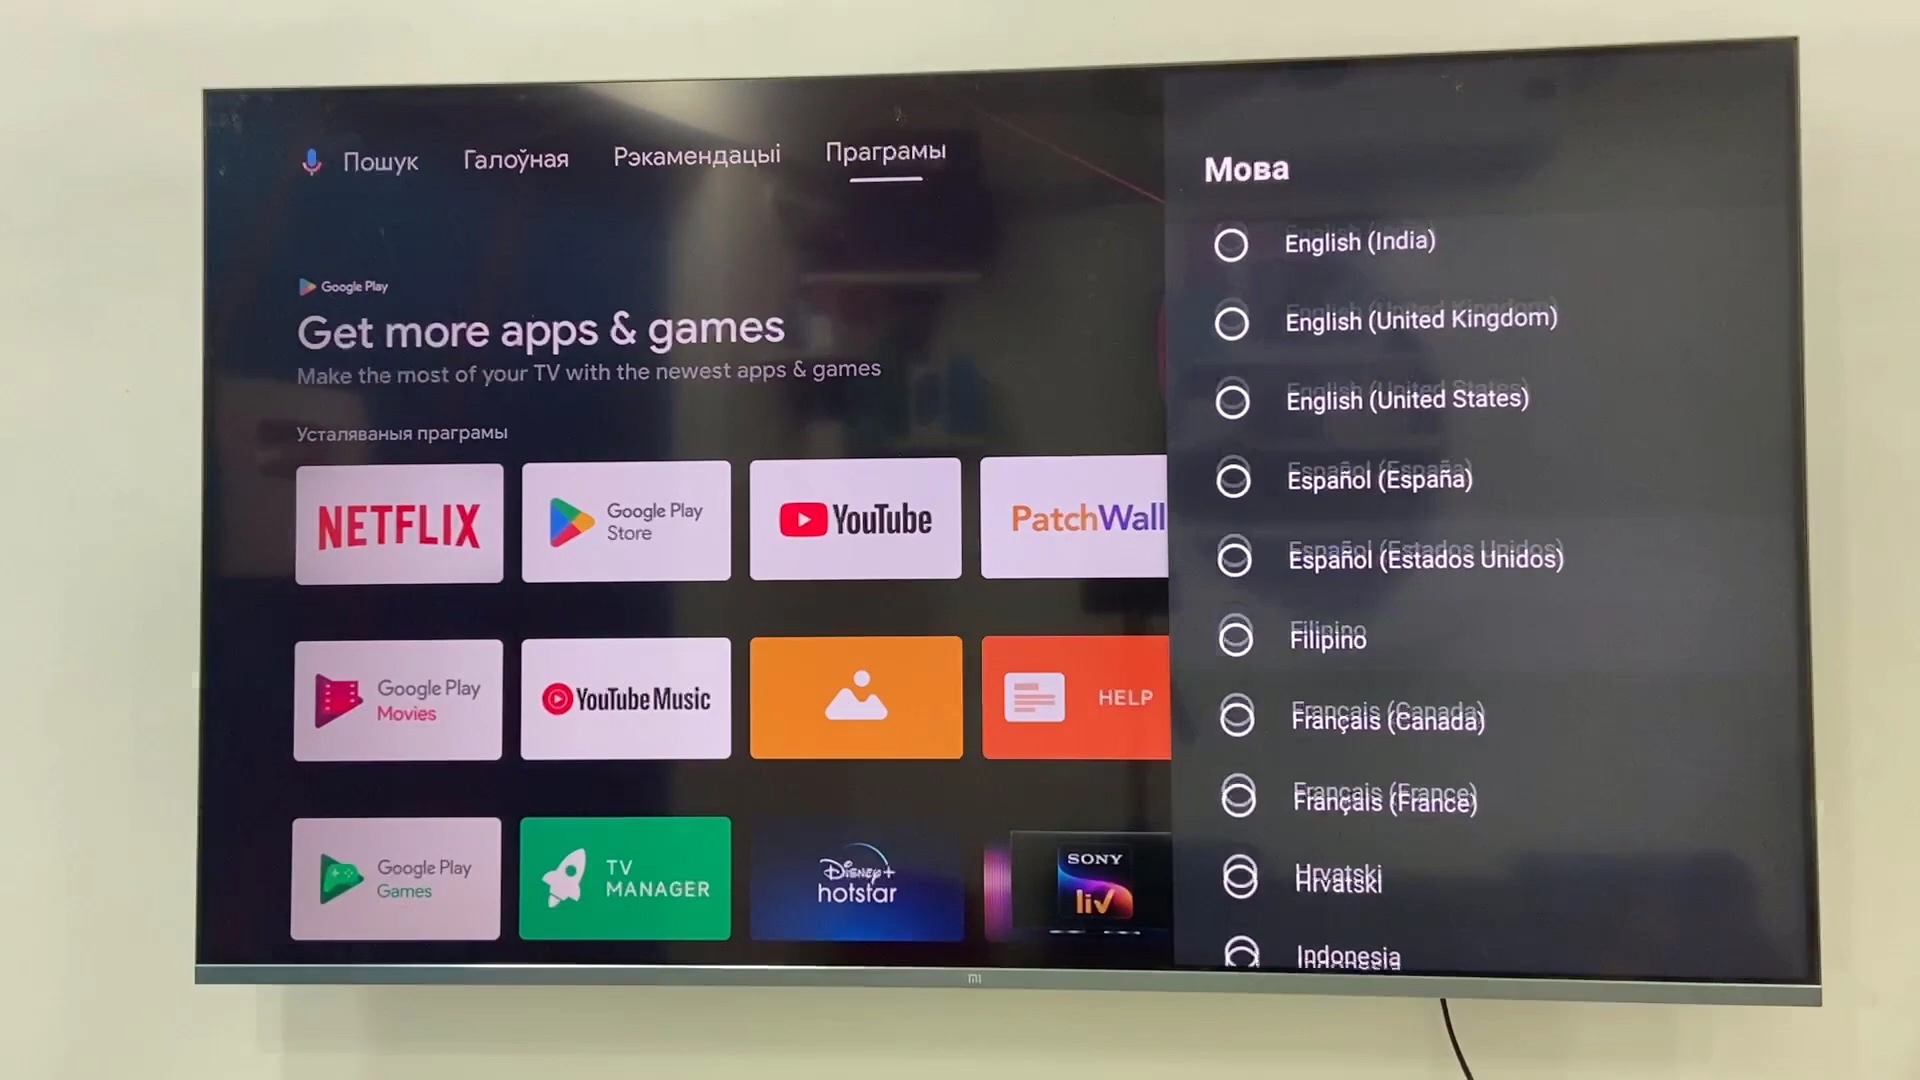 Пошук Галоўная Рэкамендацыі Праграмы
Google Play
Get more apps & games
Make the most of your TV with the newest apps & games
Усталяваныя праграмы
NETFLIX
Google Play
Store
YouTube
PatchWall
Google Play
Movies
YouTube Music
HELP
Google Play
Games
TV
MANAGER
Disney+
hotstar
SONY
liv
Мова
English (India)
English (United Kingdom)
English (United States)
Español (España)
Español (Estados Unidos)
Filipino
Français (Canada)
Français (France)
Hrvatski
Indonesia
mi